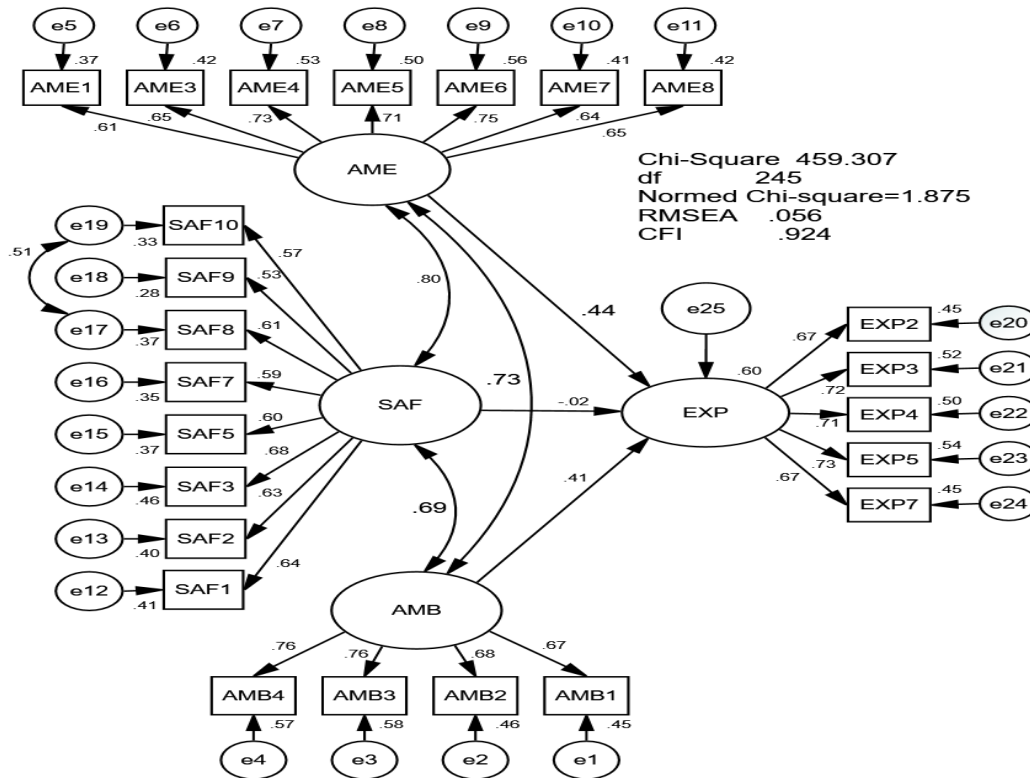 e5 e6 e7 e8 e9 e10 e11
.37 .42 .53 .50 .56 .41 .42
AME1 AME3 AME4 AME5 AME6 AME7 AME8
.61 .65 .73 .71 .75 .64 .65
AME
Chi-Square 459.307
df 245
Normed Chi-square=1.875
RMSEA .056
CFI .924
e19 .33 SAF10 .57
.51
e18 .28 SAF9 .53
e17 .37 SAF8 .61
e16 .35 SAF7 .59
e15 .37 SAF5 .60
e14 .46 SAF3 .68
e13 .40 SAF2 .63
e12 .41 SAF1 .64
.80
.73
.44
SAF
-.02
.69
.41
e25
.60
EXP
.67 EXP2 .45 e20
.72 EXP3 .52 e21
.71 EXP4 .50 e22
.73 EXP5 .54 e23
.67 EXP7 .45 e24
AMB
.76 .76 .68 .67
AMB4 AMB3 AMB2 AMB1
.57 .58 .46 .45
e4 e3 e2 e1